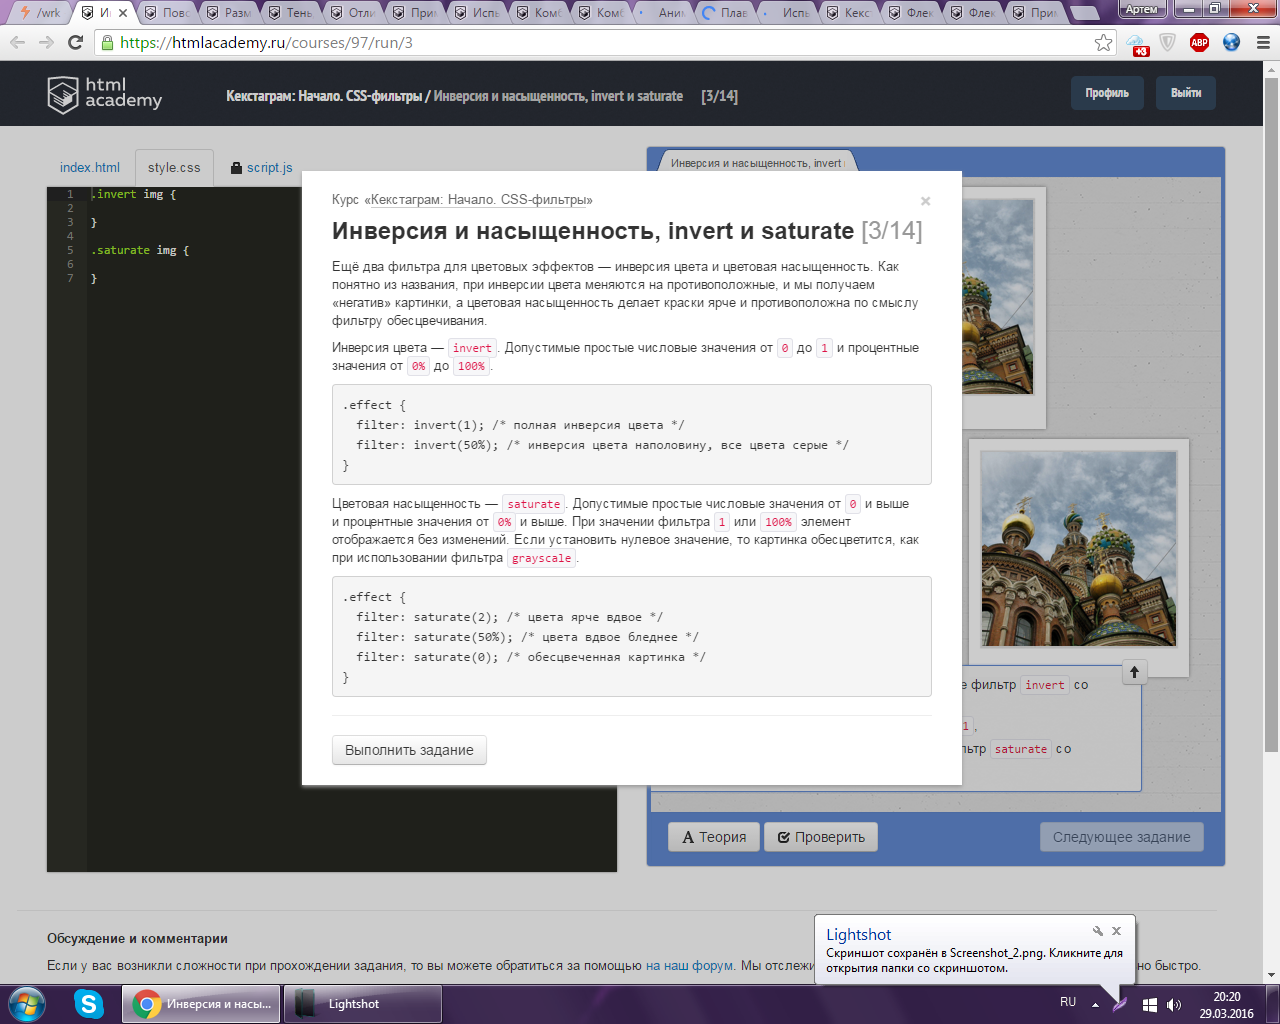 /wrk
Ин
Пово
Разм
Тень
Отли
Прим
Испы
Комб
Комб
Аним
Плав
Испы
Кекс
Флек
Флек
Прим
Артем
https://htmlacademy.ru/courses/97/run/3
+3
ABP
html academy
Кекстаграм: Начало. CSS-фильтры / Инверсия и насыщенность, invert и saturate [3/14]
Профиль
Выйти
index.html
style.css
script.js
Инверсия и насыщенность, invert
1 .invert img {
2
3 }
4
5 .saturate img {
6
7 }
Курс «Кекстаграм: Начало. CSS-фильтры»
Инверсия и насыщенность, invert и saturate [3/14]
Ещё два фильтра для цветовых эффектов — инверсия цвета и цветовая насыщенность. Как
понятно из названия, при инверсии цвета меняются на противоположные, и мы получаем
«негатив» картинки, а цветовая насыщенность делает краски ярче и противоположна по смыслу
фильтру обесцвечивания.
Инверсия цвета — invert. Допустимые простые числовые значения от 0 до 1 и процентные
значения от 0% до 100%.
.effect {
filter: invert(1); /* полная инверсия цвета */
filter: invert(50%); /* инверсия цвета наполовину, все цвета серые */
}
Цветовая насыщенность — saturate. Допустимые простые числовые значения от 0 и выше
и процентные значения от 0% и выше. При значении фильтра 1 или 100% элемент
отображается без изменений. Если установить нулевое значение, то картинка обесцветится, как
при использовании фильтра grayscale.
.effect {
filter: saturate(2); /* цвета ярче вдвое */
filter: saturate(50%); /* цвета вдвое бледнее */
filter: saturate(0); /* обесцвеченная картинка */
}
Выполнить задание
е фильтр invert со
1,
льтр saturate со
Теория
Проверить
Следующее задание
Обсуждение и комментарии
Если у вас возникли сложности при прохождении задания, то вы можете обратиться за помощью на наш форум. Мы отслежи
но быстро.
Lightshot
Скриншот сохранён в Screenshot_2.png. Кликните для
открытия папки со скриншотом.
Инверсия и насы...
Lightshot
RU
20:20
29.03.2016